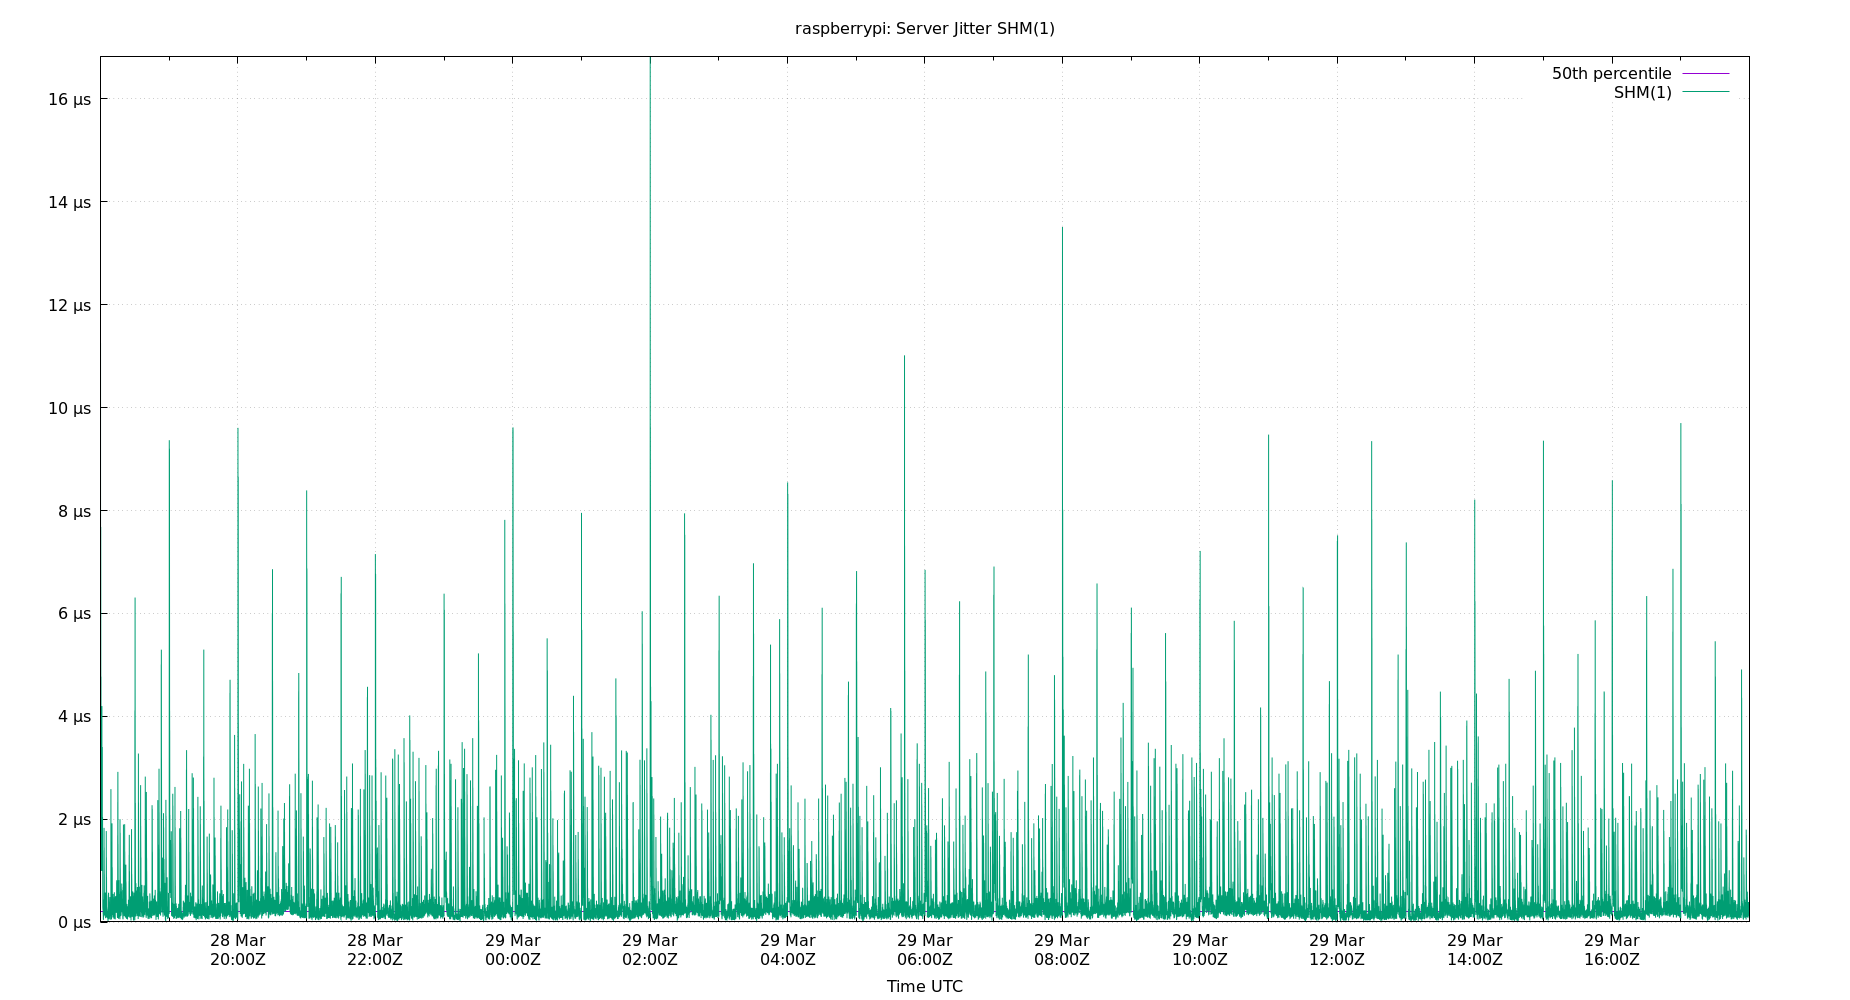 raspberrypi: Server Jitter SHM(1)
50th percentile
SHM(1)
16 µs
14 µs
12 µs
10 µs
8 µs
6 µs
4 µs
2 µs
0 µs
28 Mar
20:00Z
28 Mar
22:00Z
29 Mar
00:00Z
29 Mar
02:00Z
29 Mar
04:00Z
29 Mar
06:00Z
29 Mar
08:00Z
29 Mar
10:00Z
29 Mar
12:00Z
29 Mar
14:00Z
29 Mar
16:00Z
Time UTC